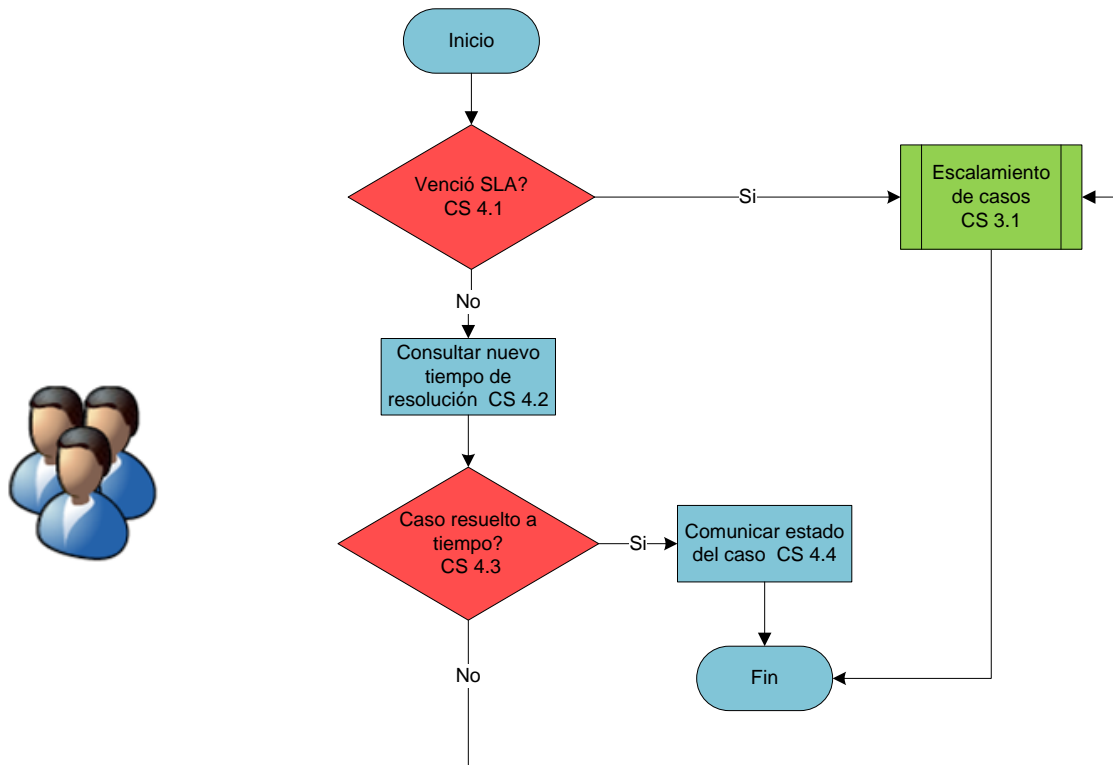 Inicio
Venció SLA?
CS 4.1
Si
Escalamiento
de casos
CS 3.1
No
Consultar nuevo
tiempo de
resolución CS 4.2
Caso resuelto a
tiempo?
CS 4.3
Si
Comunicar estado
del caso CS 4.4
No
Fin